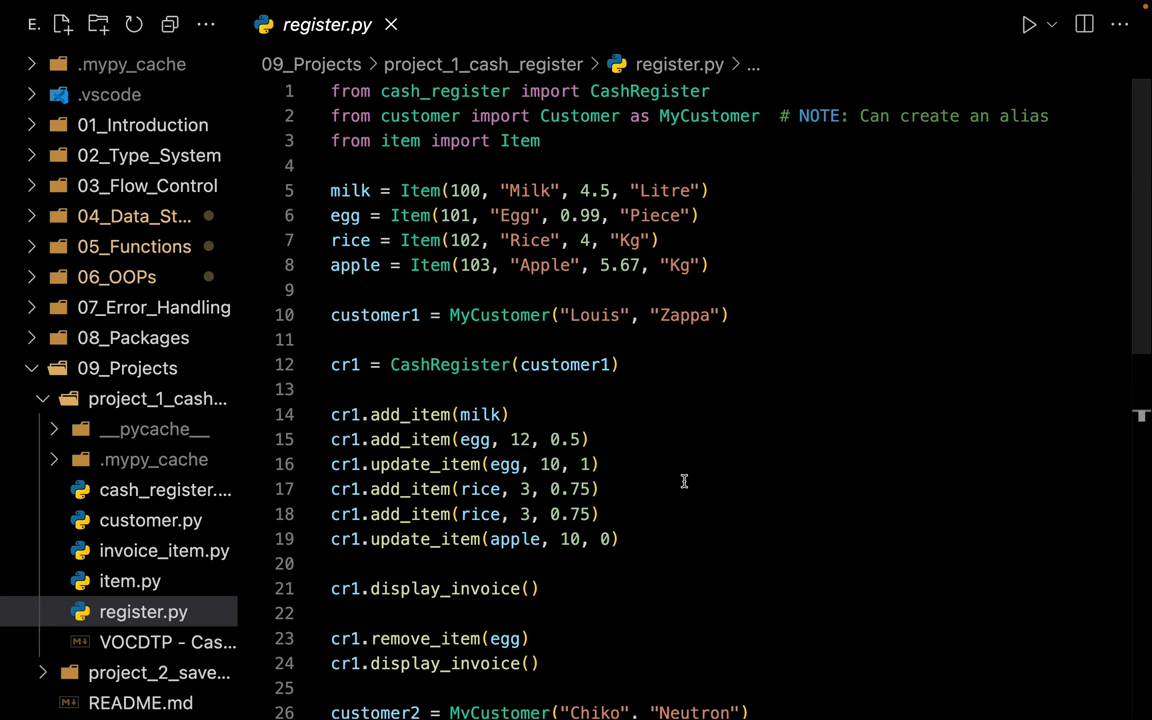 E. ...
register.py
.mypy_cache
.vscode
01_Introduction
02_Type_System
03_Flow_Control
04_Data_St...
05_Functions
06_OOPs
07_Error_Handling
08_Packages
09_Projects
project_1_cash...
__pycache__
.mypy_cache
cash_register....
customer.py
invoice_item.py
item.py
register.py
VOCDTP - Cas...
project_2_save...
README.md
09_Projects > project_1_cash_register > register.py > ...
1 from cash_register import CashRegister
2 from customer import Customer as MyCustomer  # NOTE: Can create an alias
3 from item import Item
4
5 milk = Item(100, "Milk", 4.5, "Litre")
6 egg = Item(101, "Egg", 0.99, "Piece")
7 rice = Item(102, "Rice", 4, "Kg")
8 apple = Item(103, "Apple", 5.67, "Kg")
9
10 customer1 = MyCustomer("Louis", "Zappa")
11
12 cr1 = CashRegister(customer1)
13
14 cr1.add_item(milk)
15 cr1.add_item(egg, 12, 0.5)
16 cr1.update_item(egg, 10, 1)
17 cr1.add_item(rice, 3, 0.75)
18 cr1.add_item(rice, 3, 0.75)
19 cr1.update_item(apple, 10, 0)
20
21 cr1.display_invoice()
22
23 cr1.remove_item(egg)
24 cr1.display_invoice()
25
26 customer2 = MyCustomer("Chiko", "Neutron")